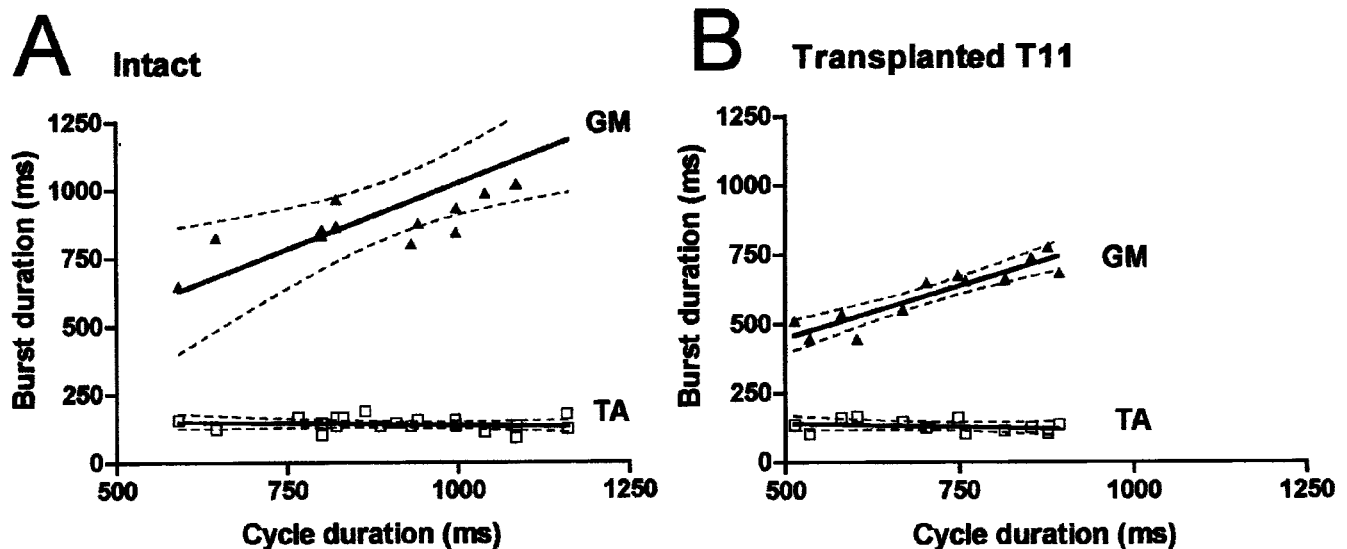 A Intact
1250
1000
750
500
250
0
500 750 1000 1250
Burst duration (ms)
Cycle duration (ms)
GM
TA
B Transplanted T11
1250
1000
750
500
250
0
500 750 1000 1250
Burst duration (ms)
Cycle duration (ms)
GM
TA